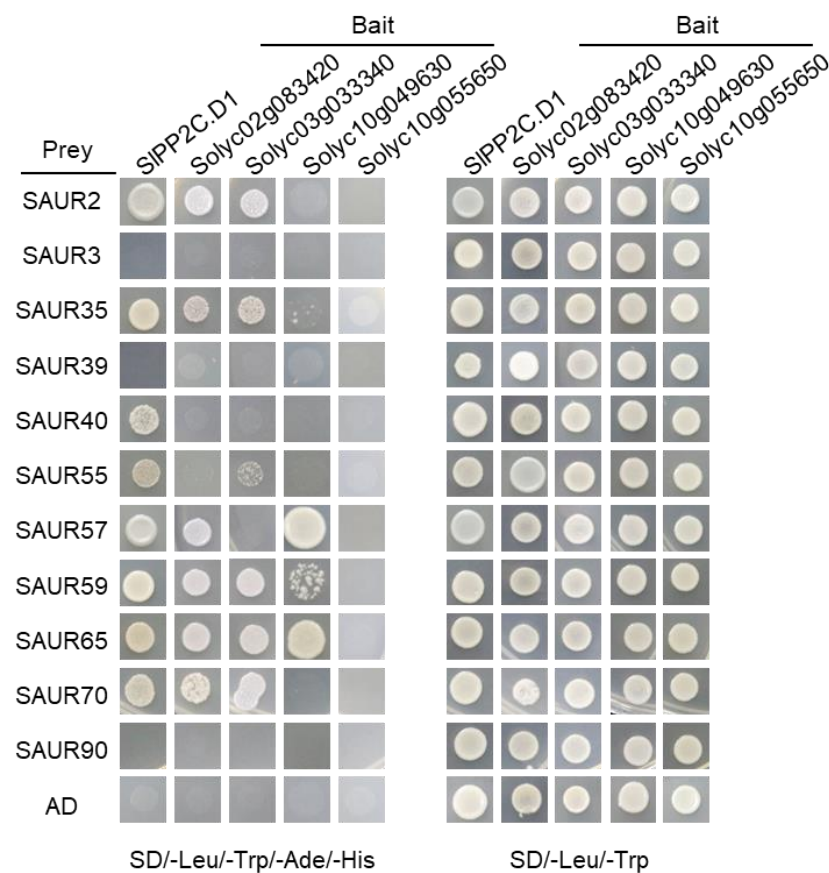 Bait
Bait
Prey
SlPP2C.D1
Solyc02g083420
Solyc03g033340
Solyc10g049630
Solyc10g055650
SlPP2C.D1
Solyc02g083420
Solyc03g033340
Solyc10g049630
Solyc10g055650
SAUR2
SAUR3
SAUR35
SAUR39
SAUR40
SAUR55
SAUR57
SAUR59
SAUR65
SAUR70
SAUR90
AD
SD/-Leu/-Trp/-Ade/-His
SD/-Leu/-Trp